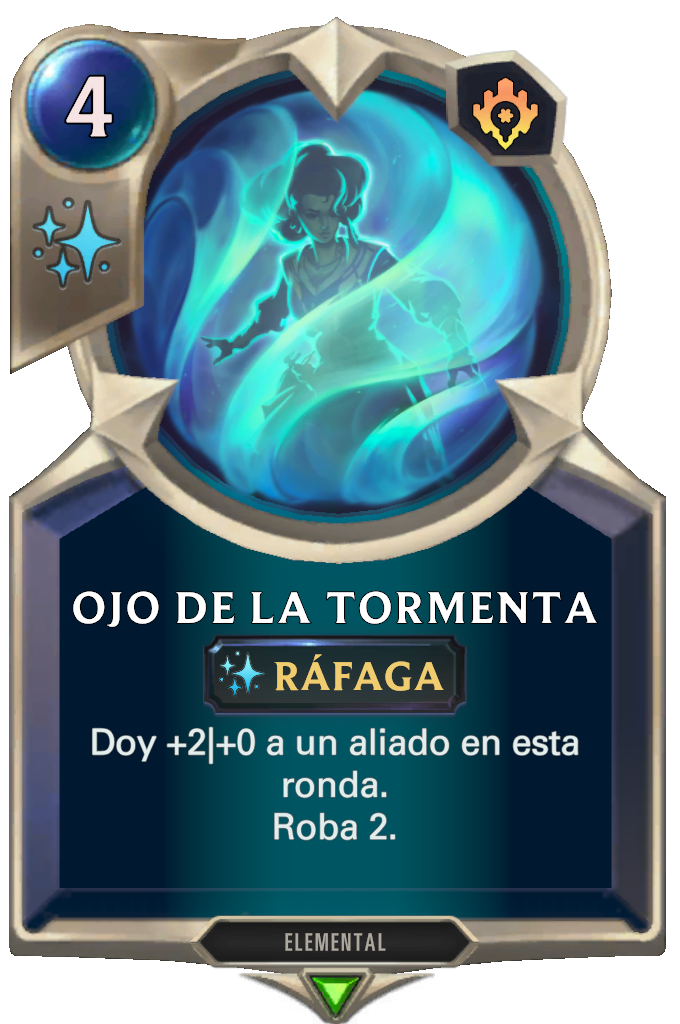 4
OJO DE LA TORMENTA
RÁFAGA
Doy +2|+0 a un aliado en esta
ronda.
Roba 2.
ELEMENTAL